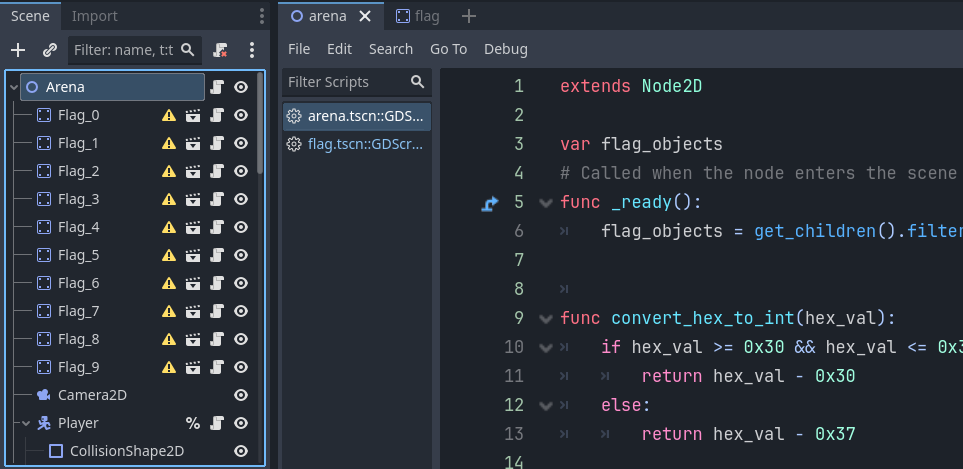 Scene Import
Filter: name, t:t
Arena
Flag_0
Flag_1
Flag_2
Flag_3
Flag_4
Flag_5
Flag_6
Flag_7
Flag_8
Flag_9
Camera2D
Player %
CollisionShape2D
arena flag
File Edit Search Go To Debug
Filter Scripts
arena.tscn::GDS...
flag.tscn::GDScr...
1 extends Node2D
2
3 var flag_objects
4 # Called when the node enters the scene
5 func _ready():
6 flag_objects = get_children().filter
7
8
9 func convert_hex_to_int(hex_val):
10 if hex_val >= 0x30 && hex_val <= 0x3
11 return hex_val - 0x30
12 else:
13 return hex_val - 0x37
14